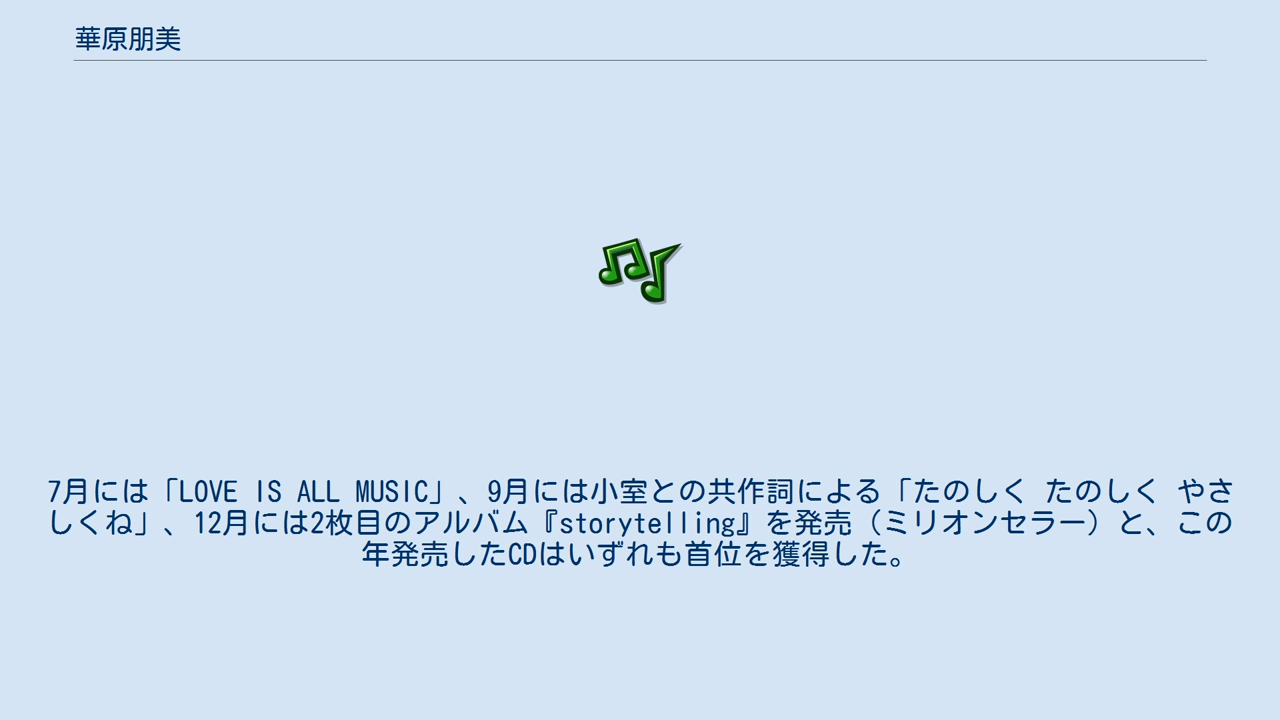 華原朋美
7月には「LOVE IS ALL MUSIC」、9月には小室との共作詞による「たのしく たのしく やさ
しくね」、12月には2枚目のアルバム『storytelling』を発売（ミリオンセラー）と、この
年発売したCDはいずれも首位を獲得した。